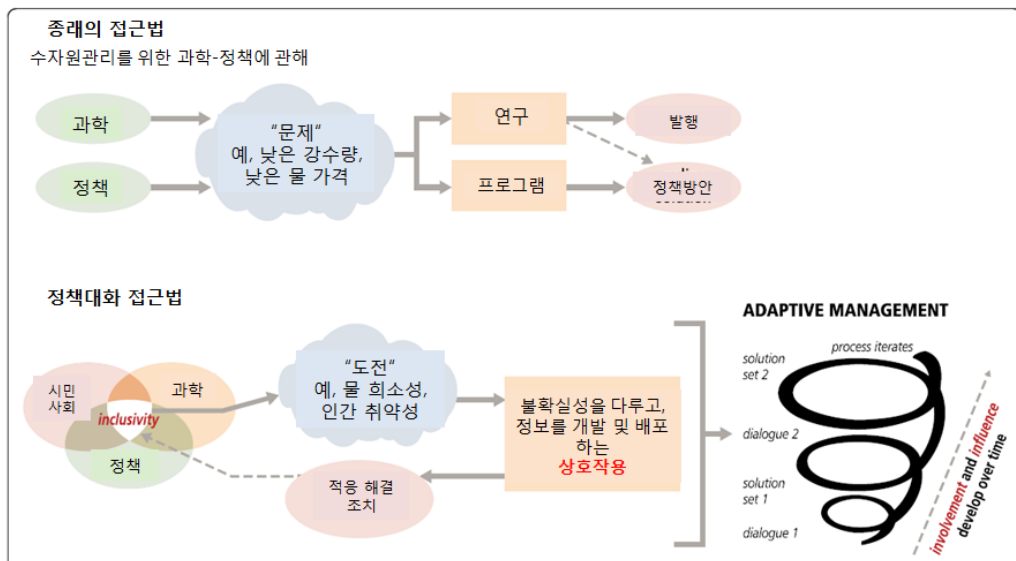 종래의 접근법
수자원관리를 위한 과학-정책에 관해
과학
정책
"문제"
예, 낮은 강수량,
낮은 물 가격
연구
프로그램
발행
정책방안
정책대화 접근법
시민
사회
과학
inclusivity
정책
"도전"
예, 물 희소성,
인간 취약성
적응 해결
조치
불확실성을 다루고,
정보를 개발 및 배포
하는
상호작용
ADAPTIVE MANAGEMENT
process iterates
solution
set 2
dialogue 2
solution
set 1
dialogue 1
involvement and influence
develop over time